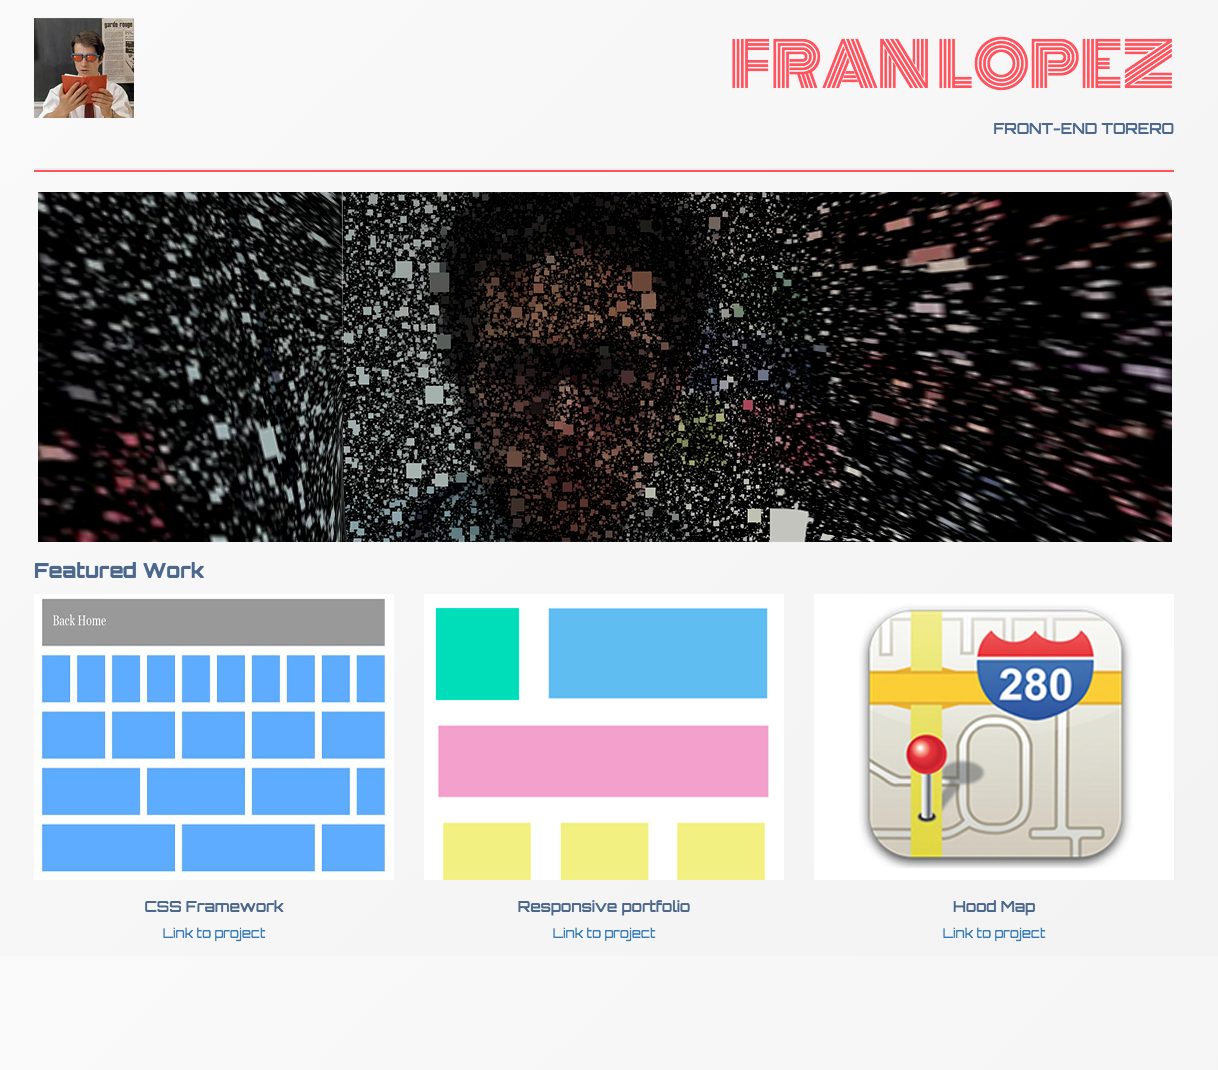 garde rouge
FRAN LOPEZ
FRONT-END TORERO
Featured Work
Back Home
280
CSS Framework
Link to project
Responsive portfolio
Link to project
Hood Map
Link to project